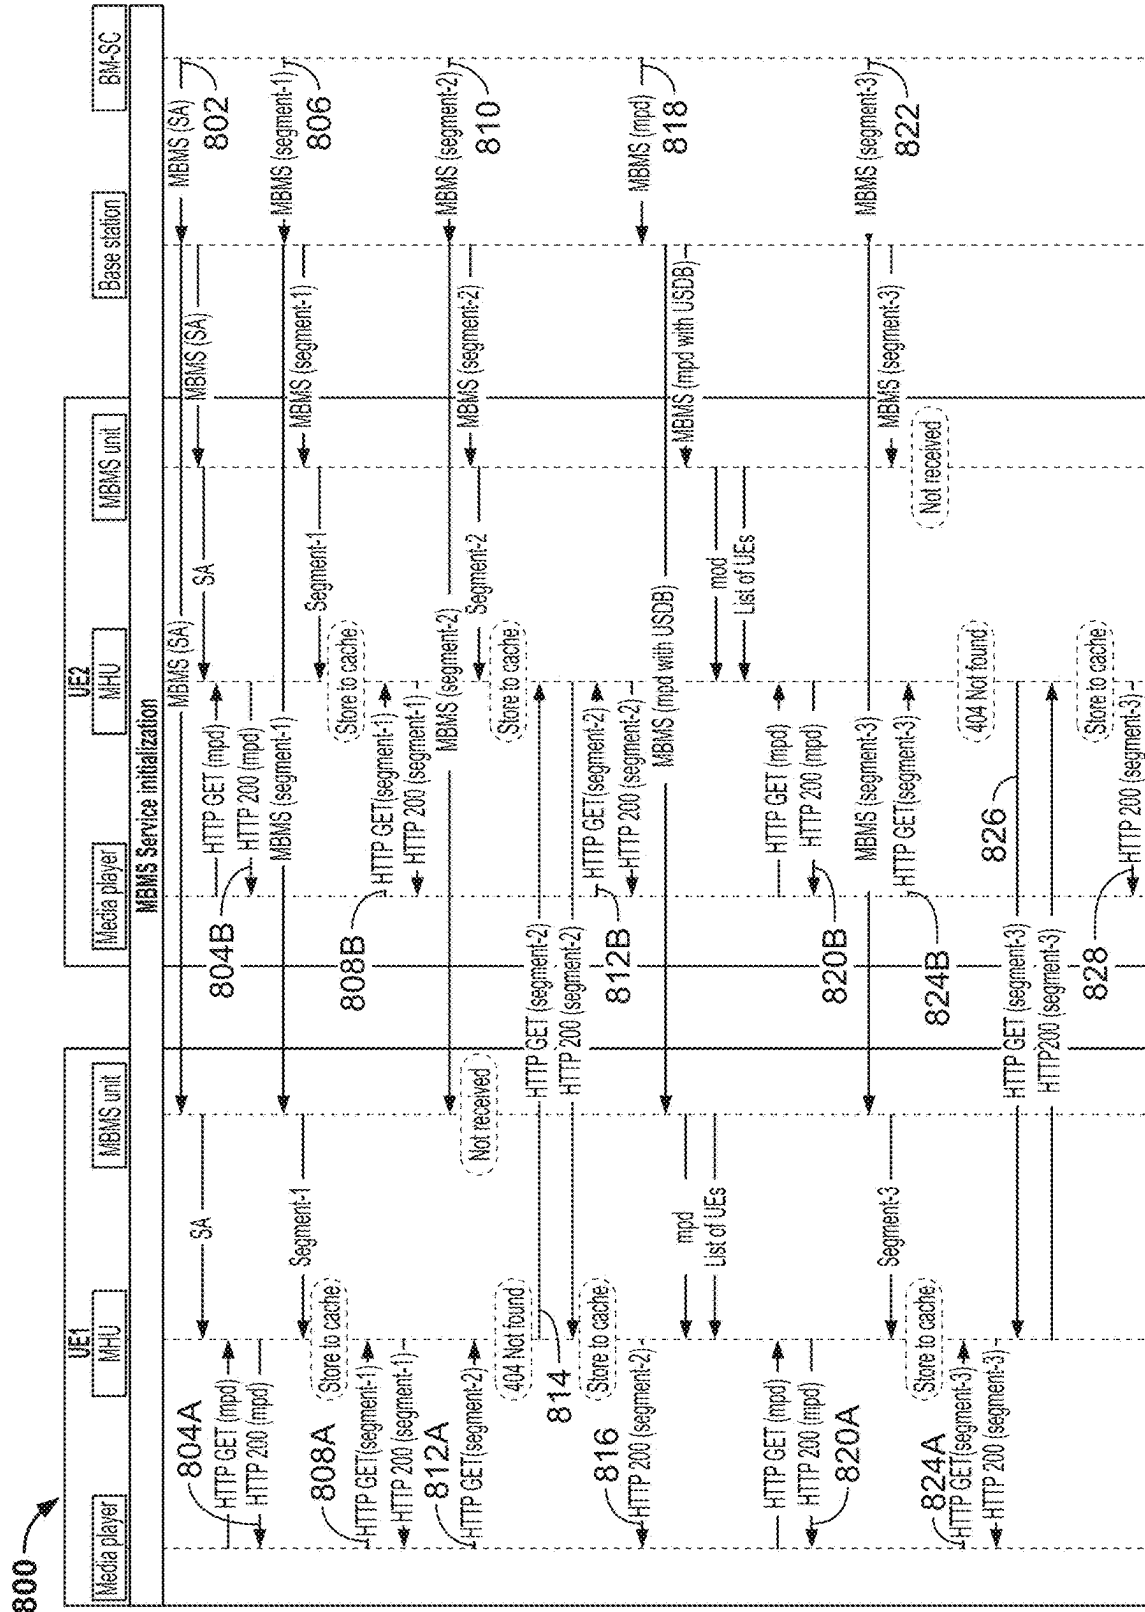 800
UE1
UE2
Media player
MHU
MBMS unit
Media player
MHU
MBMS unit
Base station
BM-SC
MBMS Service initialization
MBMS (SA)
MBMS (SA)
802
MBMS (SA)
SA
SA
804A
HTTP GET (mpd)
HTTP 200 (mpd)
804B
HTTP GET (mpd)
HTTP 200 (mpd)
MBMS (segment-1)
MBMS (segment-1)
806
MBMS (segment-1)
Segment-1
Segment-1
Store to cache
Store to cache
808A
HTTP GET(segment-1)
HTTP 200 (segment-1)
808B
HTTP GET(segment-1)
HTTP 200 (segment-1)
MBMS (segment-2)
MBMS (segment-2)
810
MBMS (segment-2)
812A
HTTP GET(segment-2)
Not received
Segment-2
404 Not found
Store to cache
814
HTTP GET (segment-2)
HTTP 200 (segment-2)
Store to cache
812B
HTTP GET(segment-2)
HTTP 200 (segment-2)
816
HTTP 200 (segment-2)
MBMS (mpd)
818
MBMS (mpd with USDB)
MBMS (mpd with USDB)
mpd
List of UEs
mod
List of UEs
HTTP GET (mpd)
HTTP 200 (mpd)
820A
HTTP GET (mpd)
HTTP 200 (mpd)
820B
MBMS (segment-3)
MBMS (segment-3)
822
MBMS (segment-3)
Segment-3
Not received
Store to cache
824A
HTTP GET(segment-3)
HTTP 200 (segment-3)
HTTP GET(segment-3)
824B
404 Not found
826
HTTP GET (segment-3)
HTTP200 (segment-3)
Store to cache
828
HTTP 200 (segment-3)